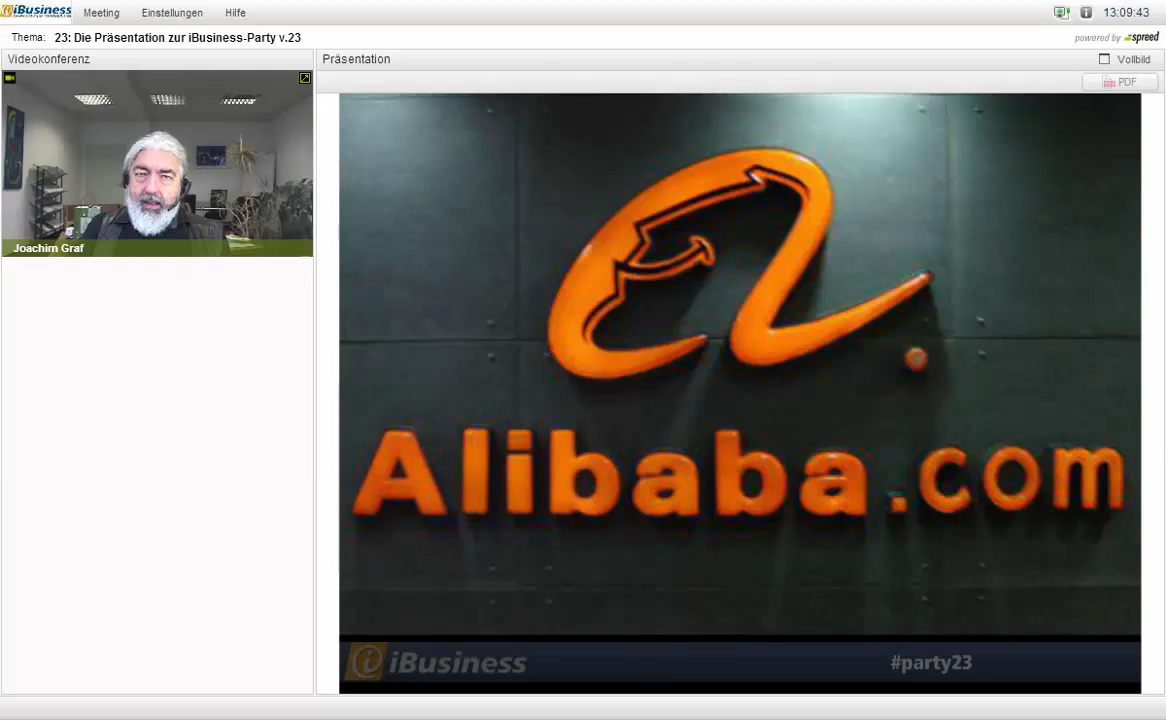 iBusiness
Meeting Einstellungen Hilfe
13:09:43
Thema: 23: Die Präsentation zur iBusiness-Party v.23
powered by spreed
Videokonferenz
Präsentation
Vollbild
PDF
Joachim Graf
Alibaba.com
iBusiness
#party23